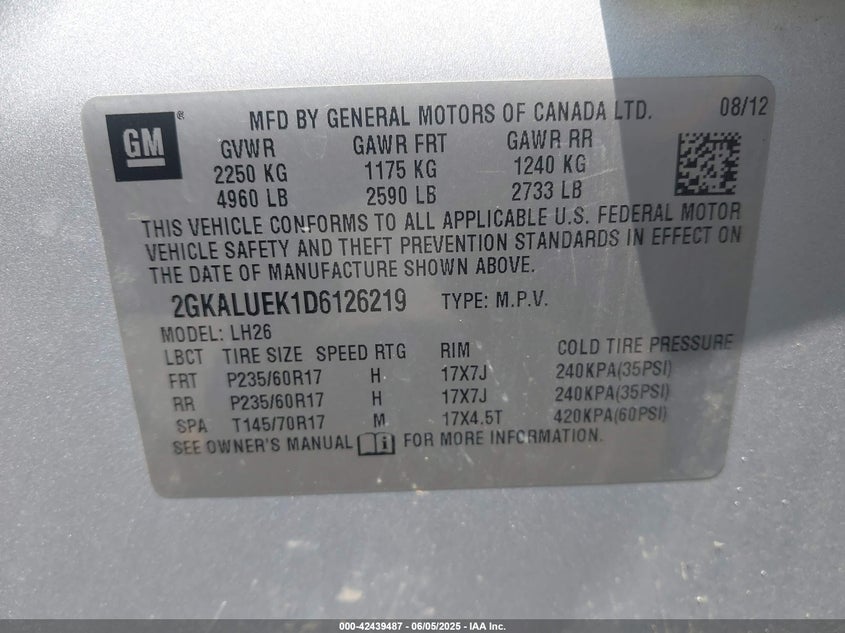 GM ®
MFD BY GENERAL MOTORS OF CANADA LTD. 08/12
GVWR GAWR FRT GAWR RR
2250 KG 1175 KG 1240 KG
4960 LB 2590 LB 2733 LB
THIS VEHICLE CONFORMS TO ALL APPLICABLE U.S. FEDERAL MOTOR
VEHICLE SAFETY AND THEFT PREVENTION STANDARDS IN EFFECT ON
THE DATE OF MANUFACTURE SHOWN ABOVE.
2GKALUEK1D6126219 TYPE: M.P.V.
MODEL: LH26
LBCT TIRE SIZE SPEED RTG RIM COLD TIRE PRESSURE
FRT P235/60R17 H 17X7J 240KPA(35PSI)
RR P235/60R17 H 17X7J 240KPA(35PSI)
SPA T145/70R17 M 17X4.5T 420KPA(60PSI)
SEE OWNER'S MANUAL i FOR MORE INFORMATION.
000-42439487 - 06/05/2025 - IAA Inc.